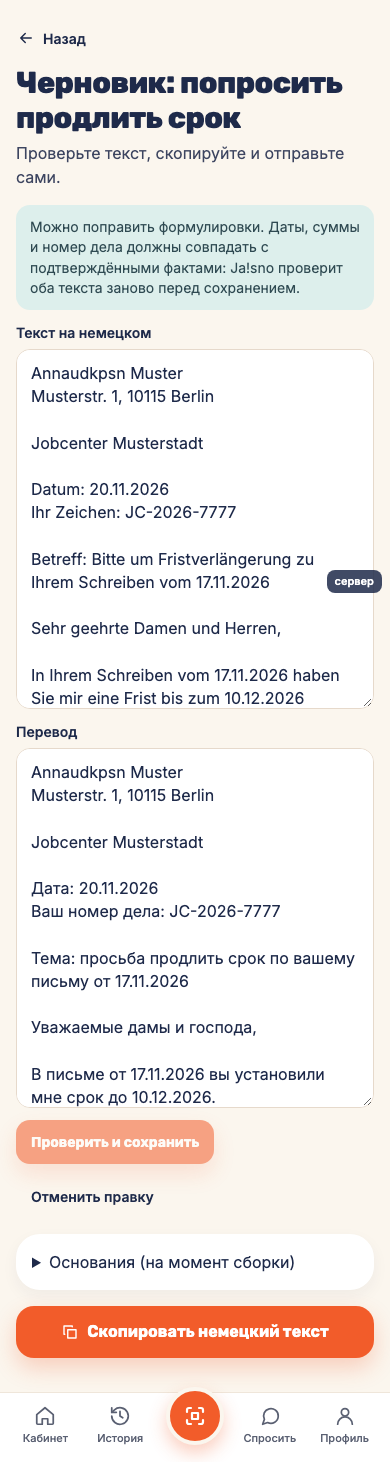 Назад
Черновик: попросить
продлить срок
Проверьте текст, скопируйте и отправьте
сами.
Можно поправить формулировки. Даты, суммы
и номер дела должны совпадать с
подтверждёнными фактами: Ja!sno проверит
оба текста заново перед сохранением.
Текст на немецком
Annaudkpsn Muster
Musterstr. 1, 10115 Berlin
Jobcenter Musterstadt
Datum: 20.11.2026
Ihr Zeichen: JC-2026-7777
Betreff: Bitte um Fristverlängerung zu
Ihrem Schreiben vom 17.11.2026
сервер
Sehr geehrte Damen und Herren,
In Ihrem Schreiben vom 17.11.2026 haben
Sie mir eine Frist bis zum 10.12.2026
Перевод
Annaudkpsn Muster
Musterstr. 1, 10115 Berlin
Jobcenter Musterstadt
Дата: 20.11.2026
Ваш номер дела: JC-2026-7777
Тема: просьба продлить срок по вашему
письму от 17.11.2026
Уважаемые дамы и господа,
В письме от 17.11.2026 вы установили
мне срок до 10.12.2026.
Проверить и сохранить
Отменить правку
Основания (на момент сборки)
Скопировать немецкий текст
Кабинет
История
Спросить
Профиль